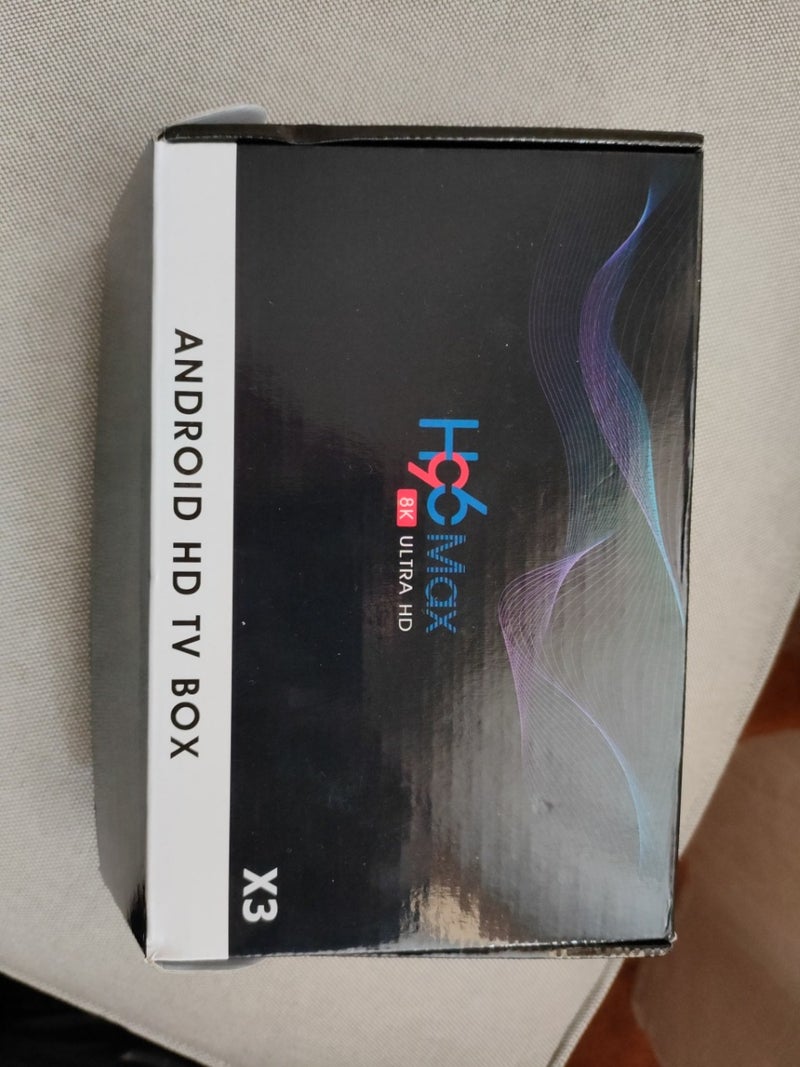 H96 Max
8K ULTRA HD
X3
ANDROID HD TV BOX